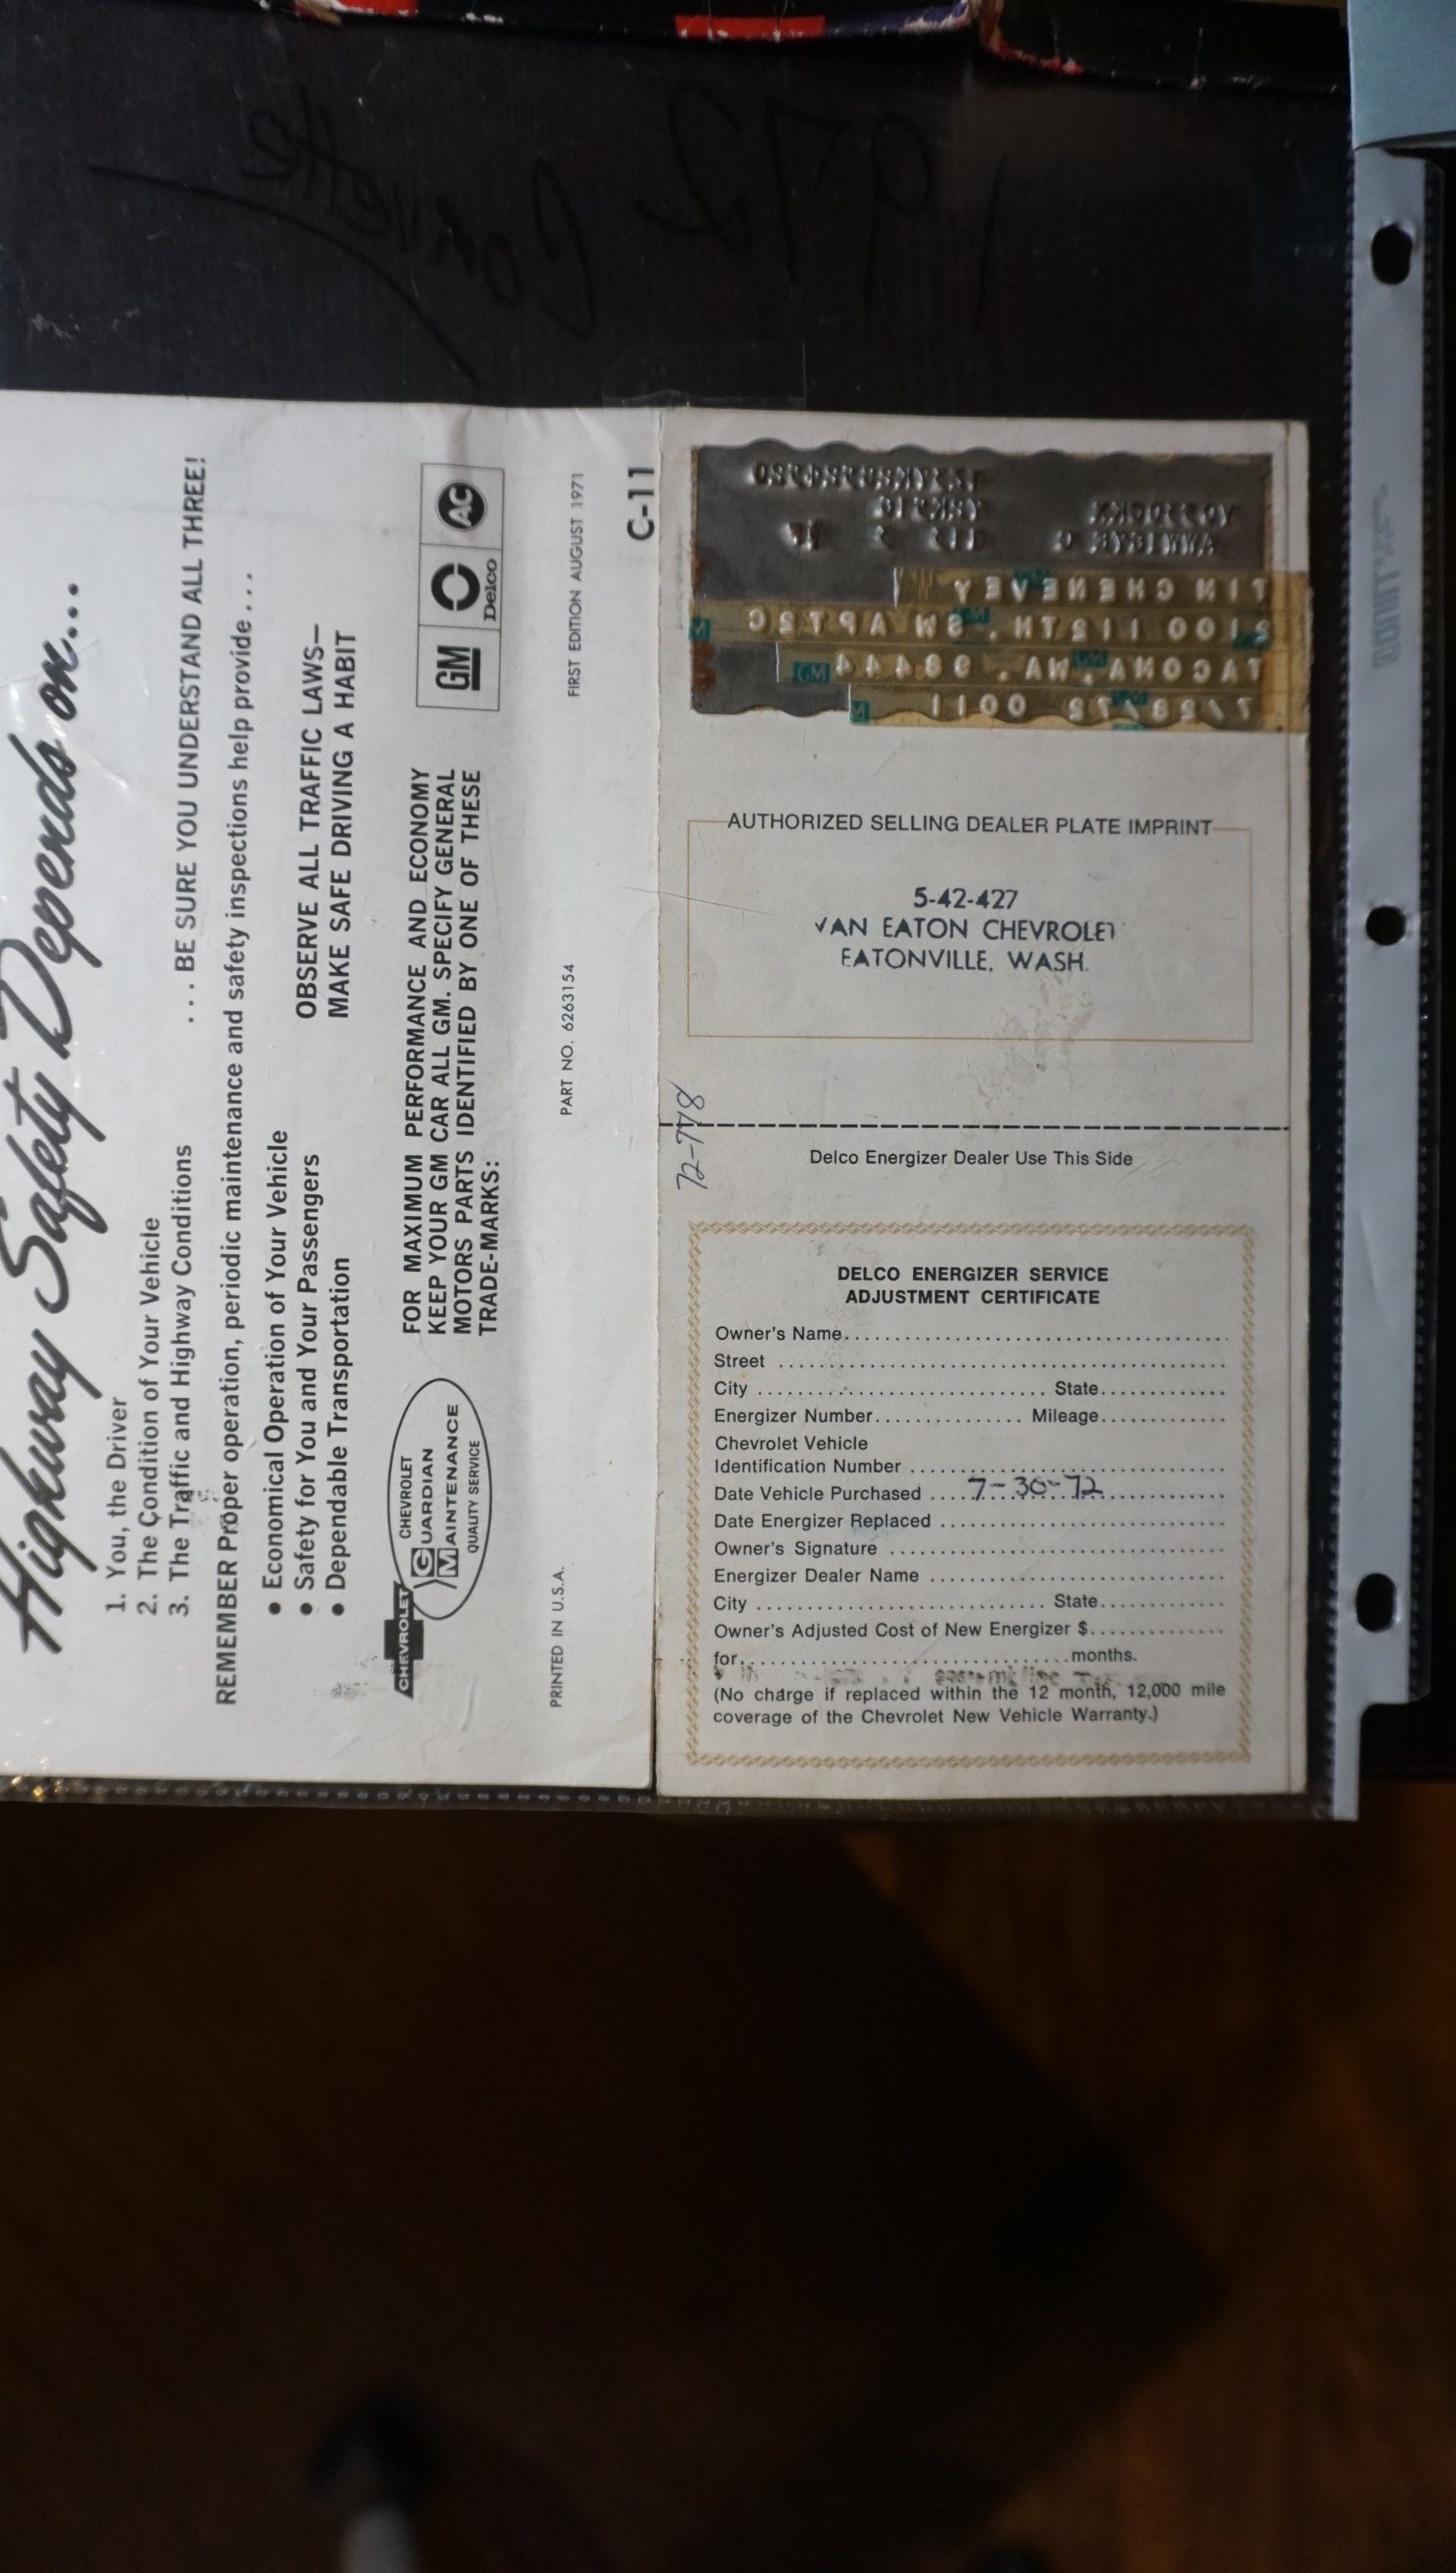 1972
Corvette
Highway Safety Depends on...
1. You, the Driver
2. The Condition of Your Vehicle
3. The Traffic and Highway Conditions
...BE SURE YOU UNDERSTAND ALL THREE!
REMEMBER Proper operation, periodic maintenance and safety inspections help provide...
• Economical Operation of Your Vehicle
• Safety for You and Your Passengers
• Dependable Transportation
OBSERVE ALL TRAFFIC LAWS—
MAKE SAFE DRIVING A HABIT
CHEVROLET
CHEVROLET
GUARDIAN
MAINTENANCE
QUALITY SERVICE
FOR MAXIMUM PERFORMANCE AND ECONOMY
KEEP YOUR GM CAR ALL GM. SPECIFY GENERAL
MOTORS PARTS IDENTIFIED BY ONE OF THESE
TRADE-MARKS:
GM
Delco
AC
PRINTED IN U.S.A.
PART NO. 6263154
FIRST EDITION AUGUST 1971
C-11
TIM CHENEVEY
5100 112TH. SW APT2C
TACOMA, WA. 98444
7/28/72 0011
AUTHORIZED SELLING DEALER PLATE IMPRINT
5-42-427
VAN EATON CHEVROLET
EATONVILLE, WASH.
72-778
Delco Energizer Dealer Use This Side
DELCO ENERGIZER SERVICE
ADJUSTMENT CERTIFICATE
Owner's Name
Street
City State
Energizer Number Mileage
Chevrolet Vehicle
Identification Number
Date Vehicle Purchased 7-30-72
Date Energizer Replaced
Owner's Signature
Energizer Dealer Name
City State
Owner's Adjusted Cost of New Energizer $
for months.
(No charge if replaced within the 12 month, 12,000 mile
coverage of the Chevrolet New Vehicle Warranty.)